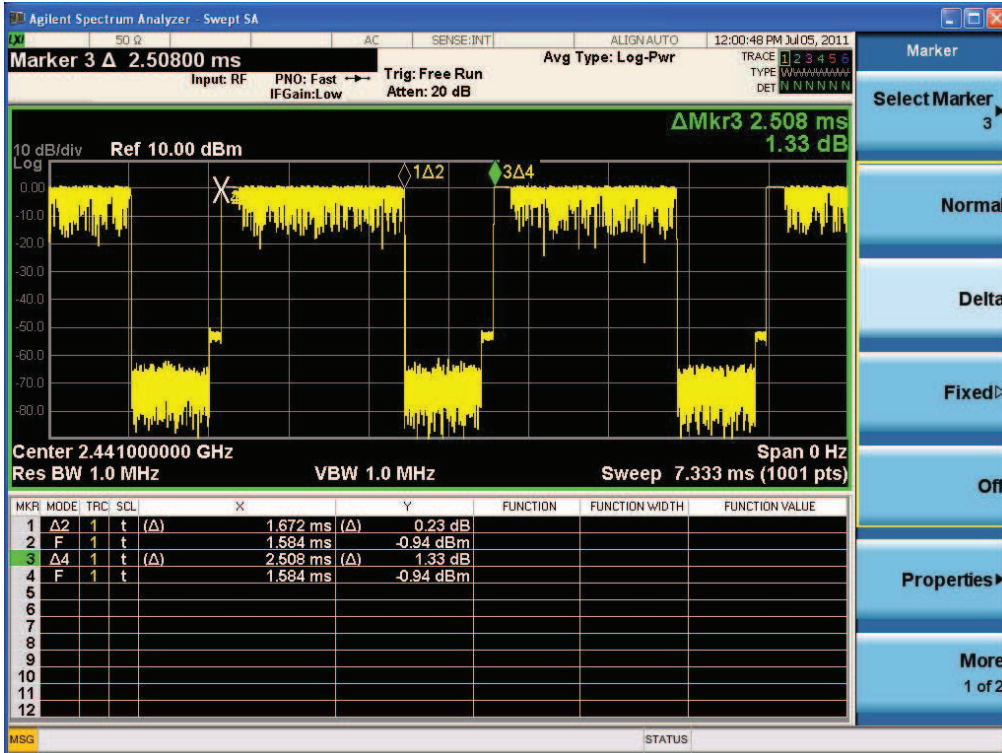 Agilent Spectrum Analyzer - Swept SA
LXI 50 Ω AC SENSE:INT ALIGN AUTO 12:00:48 PM Jul 05, 2011
Marker 3 Δ 2.50800 ms
Input: RF PNO: Fast Trig: Free Run Avg Type: Log-Pwr TRACE 1 2 3 4 5 6
IFGain:Low Atten: 20 dB TYPE
DET N N N N N N
ΔMkr3 2.508 ms
1.33 dB
10 dB/div Ref 10.00 dBm
Log
1Δ2 3Δ4
0.00
-10.0
-20.0
-30.0
-40.0
-50.0
-60.0
-70.0
-80.0
Center 2.441000000 GHz Span 0 Hz
Res BW 1.0 MHz VBW 1.0 MHz Sweep 7.333 ms (1001 pts)
MKR MODE TRC SCL X Y FUNCTION FUNCTION WIDTH FUNCTION VALUE
1 Δ2 1 t (Δ) 1.672 ms (Δ) 0.23 dB
2 F 1 t 1.584 ms -0.94 dBm
3 Δ4 1 t (Δ) 2.508 ms (Δ) 1.33 dB
4 F 1 t 1.584 ms -0.94 dBm
5
6
7
8
9
10
11
12
MSG STATUS
Marker
Select Marker
3
Normal
Delta
Fixed
Off
Properties
More
1 of 2